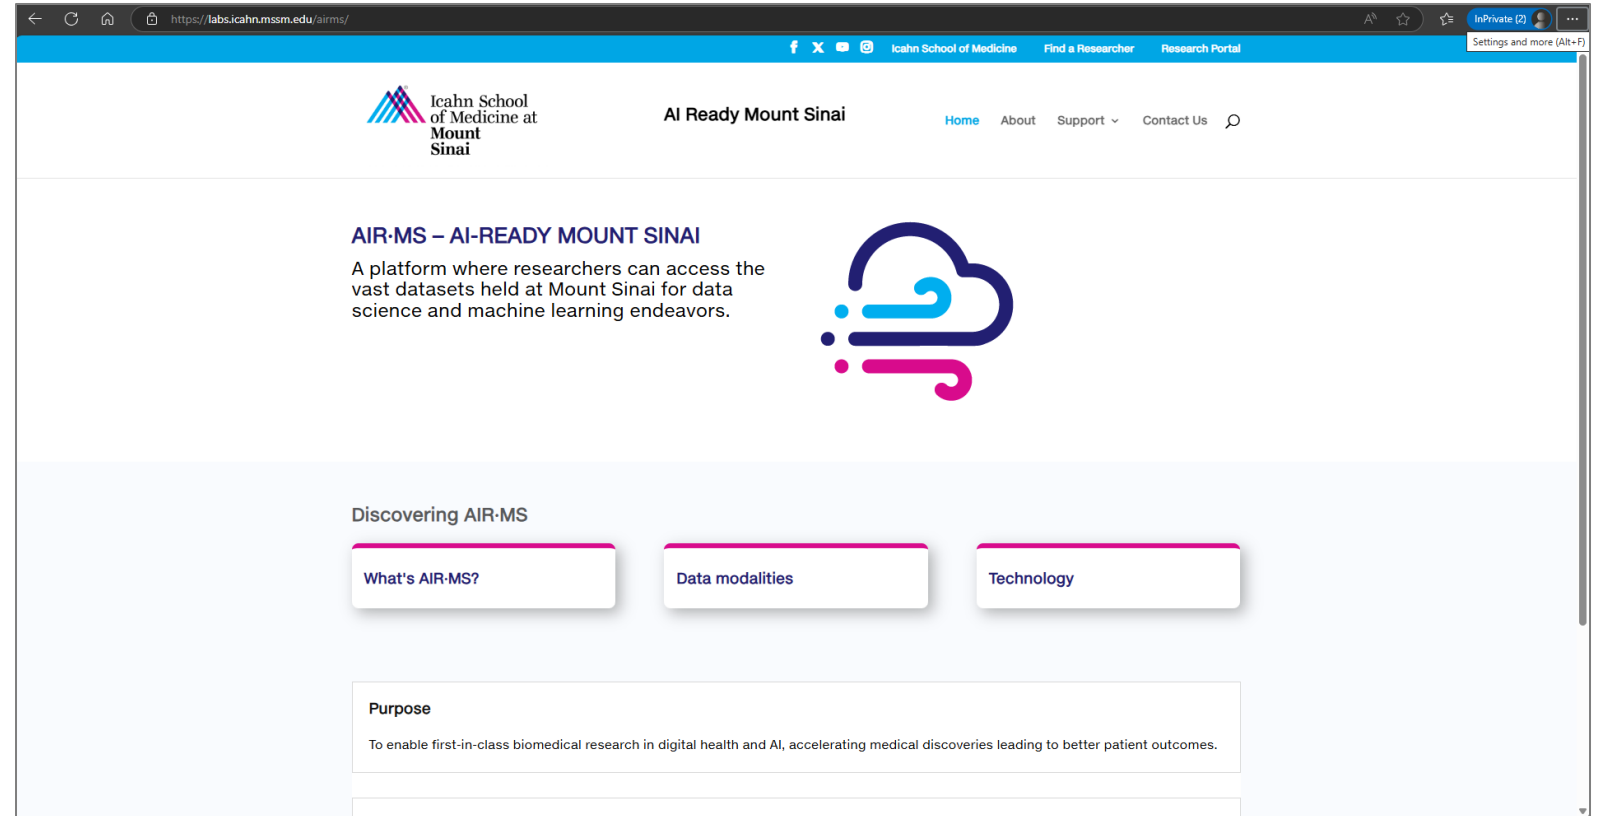 https://labs.icahn.mssm.edu/airms/
InPrivate (2)
Settings and more (Alt+F)
Icahn School of Medicine Find a Researcher Research Portal
Icahn School
of Medicine at
Mount
Sinai
AI Ready Mount Sinai
Home About Support Contact Us
AIR·MS – AI-READY MOUNT SINAI
A platform where researchers can access the
vast datasets held at Mount Sinai for data
science and machine learning endeavors.
Discovering AIR·MS
What's AIR·MS? Data modalities Technology
Purpose
To enable first-in-class biomedical research in digital health and AI, accelerating medical discoveries leading to better patient outcomes.